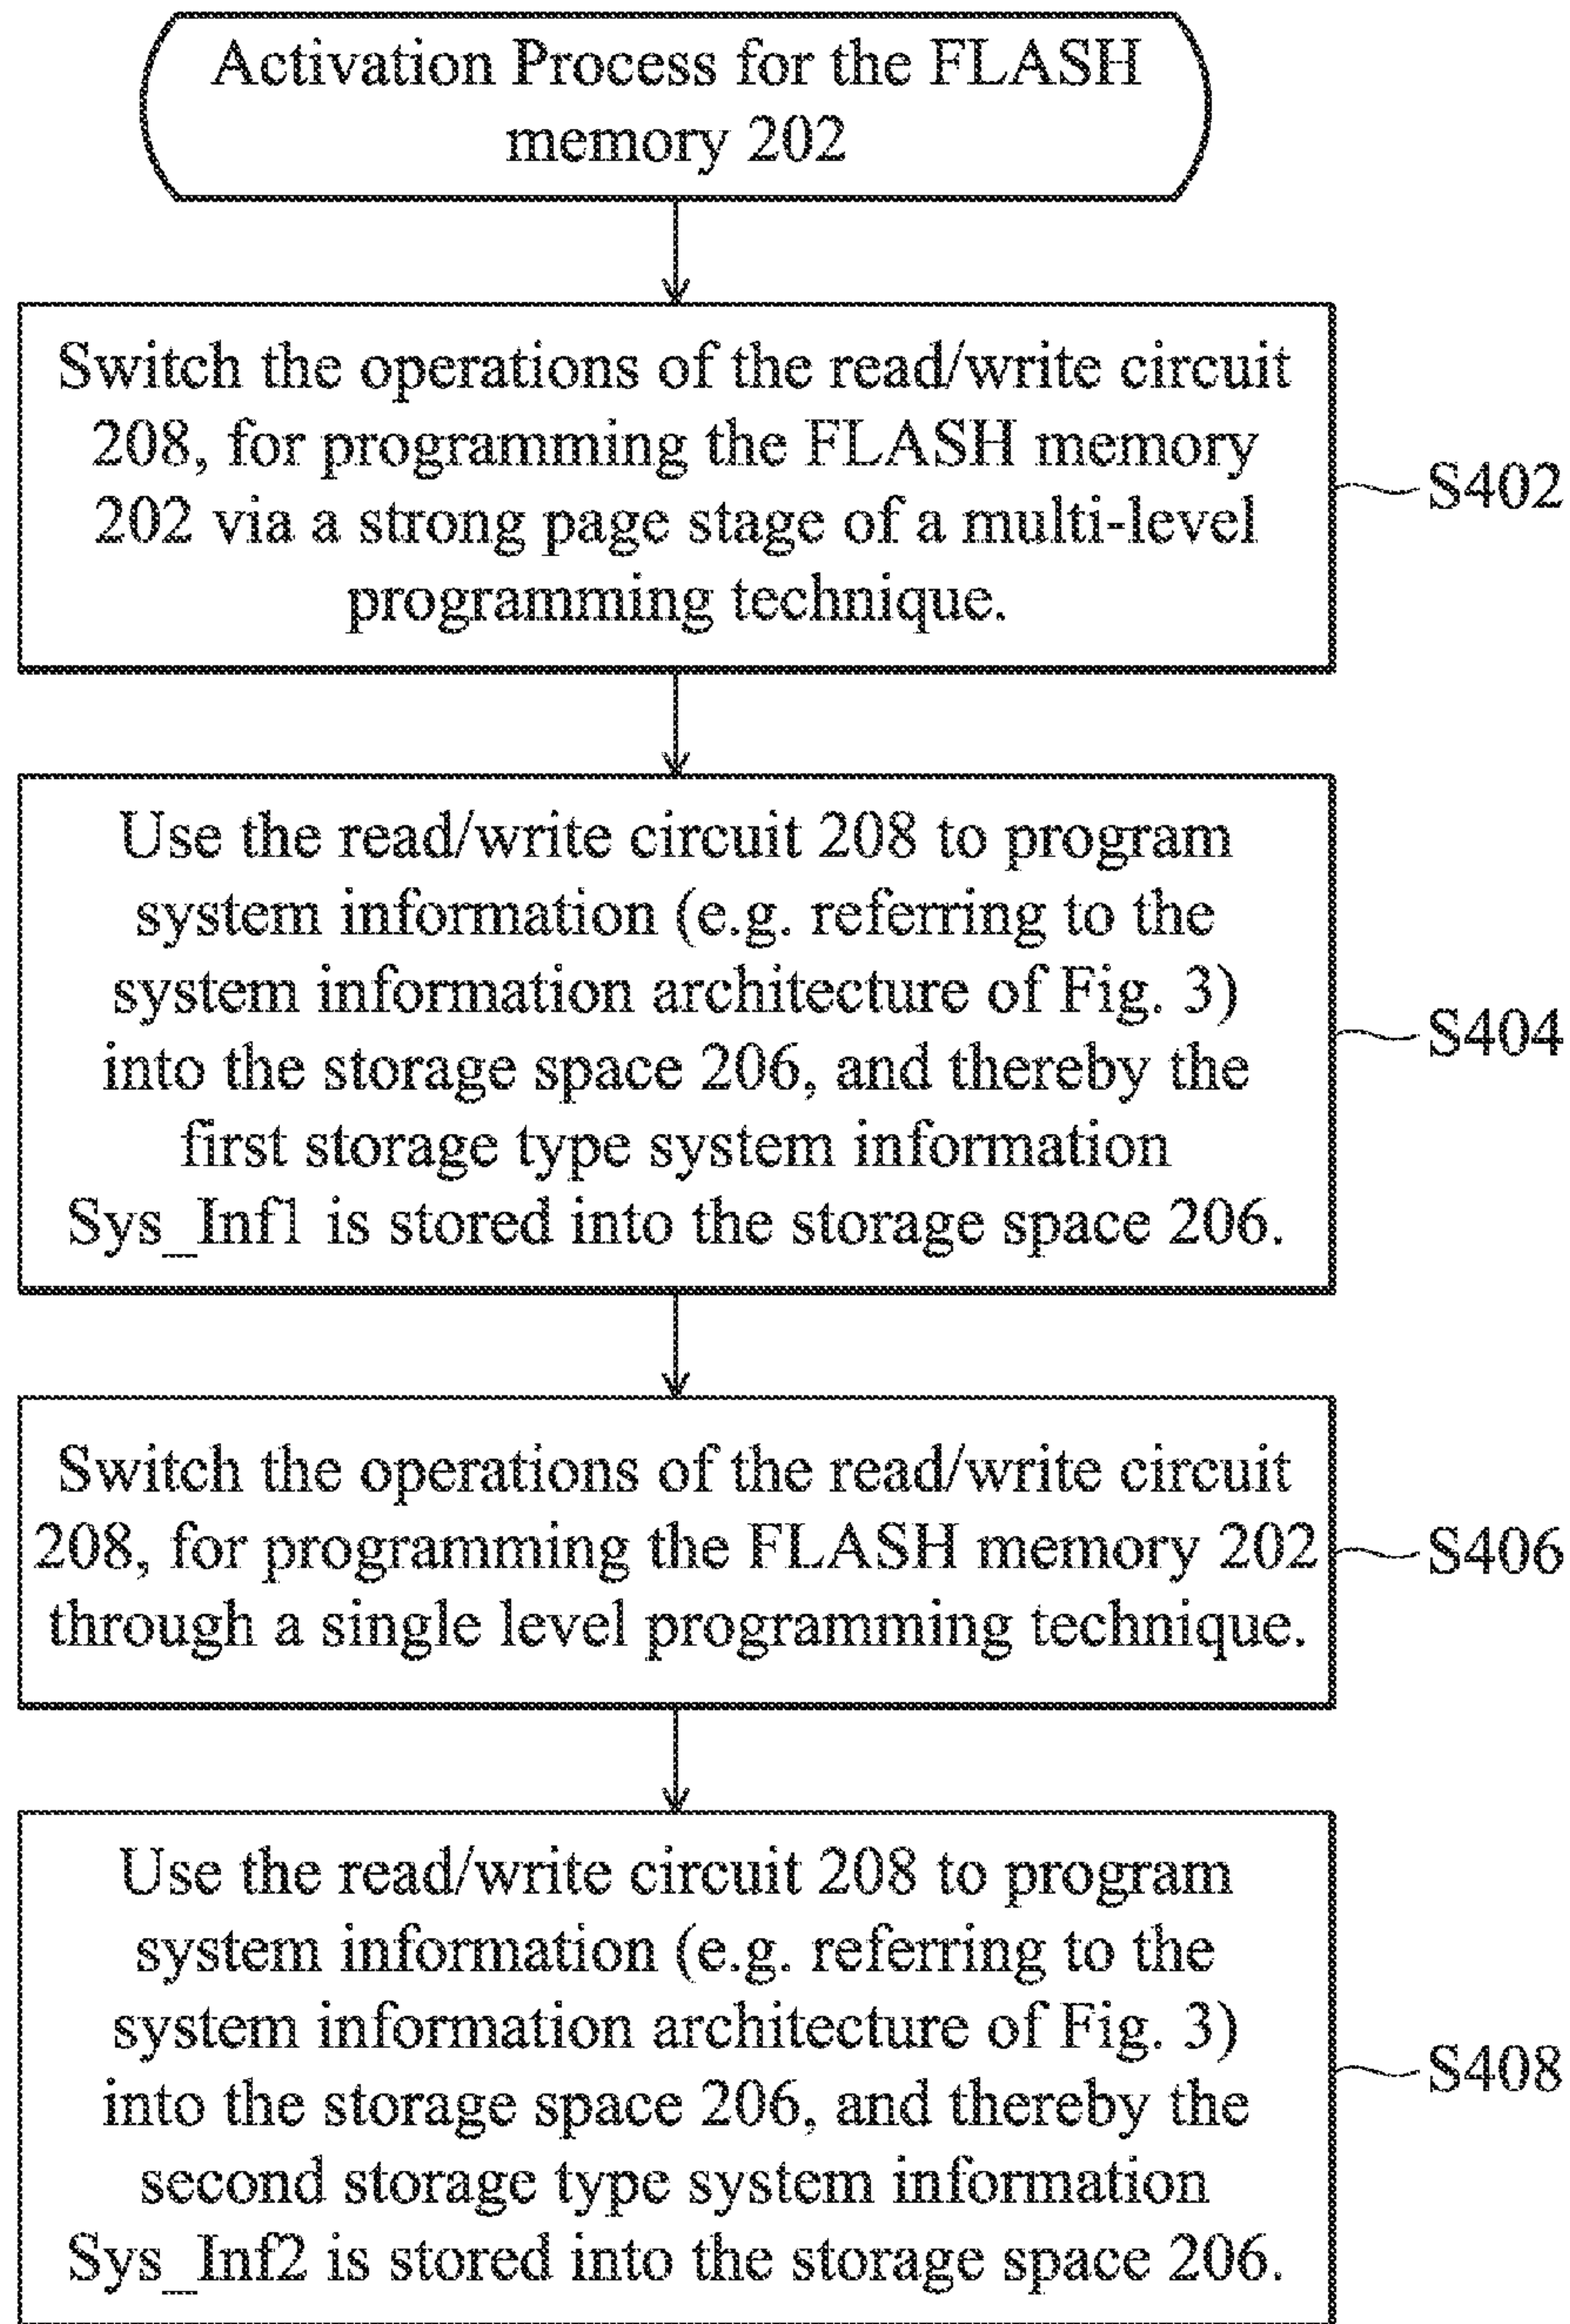 Activation Process for the FLASH
memory 202
Switch the operations of the read/write circuit
208, for programming the FLASH memory
202 via a strong page stage of a multi-level
programming technique.
S402
Use the read/write circuit 208 to program
system information (e.g. referring to the
system information architecture of Fig. 3)
into the storage space 206, and thereby the
first storage type system information
Sys_Inf1 is stored into the storage space 206.
S404
Switch the operations of the read/write circuit
208, for programming the FLASH memory 202
through a single level programming technique.
S406
Use the read/write circuit 208 to program
system information (e.g. referring to the
system information architecture of Fig. 3)
into the storage space 206, and thereby the
second storage type system information
Sys_Inf2 is stored into the storage space 206.
S408